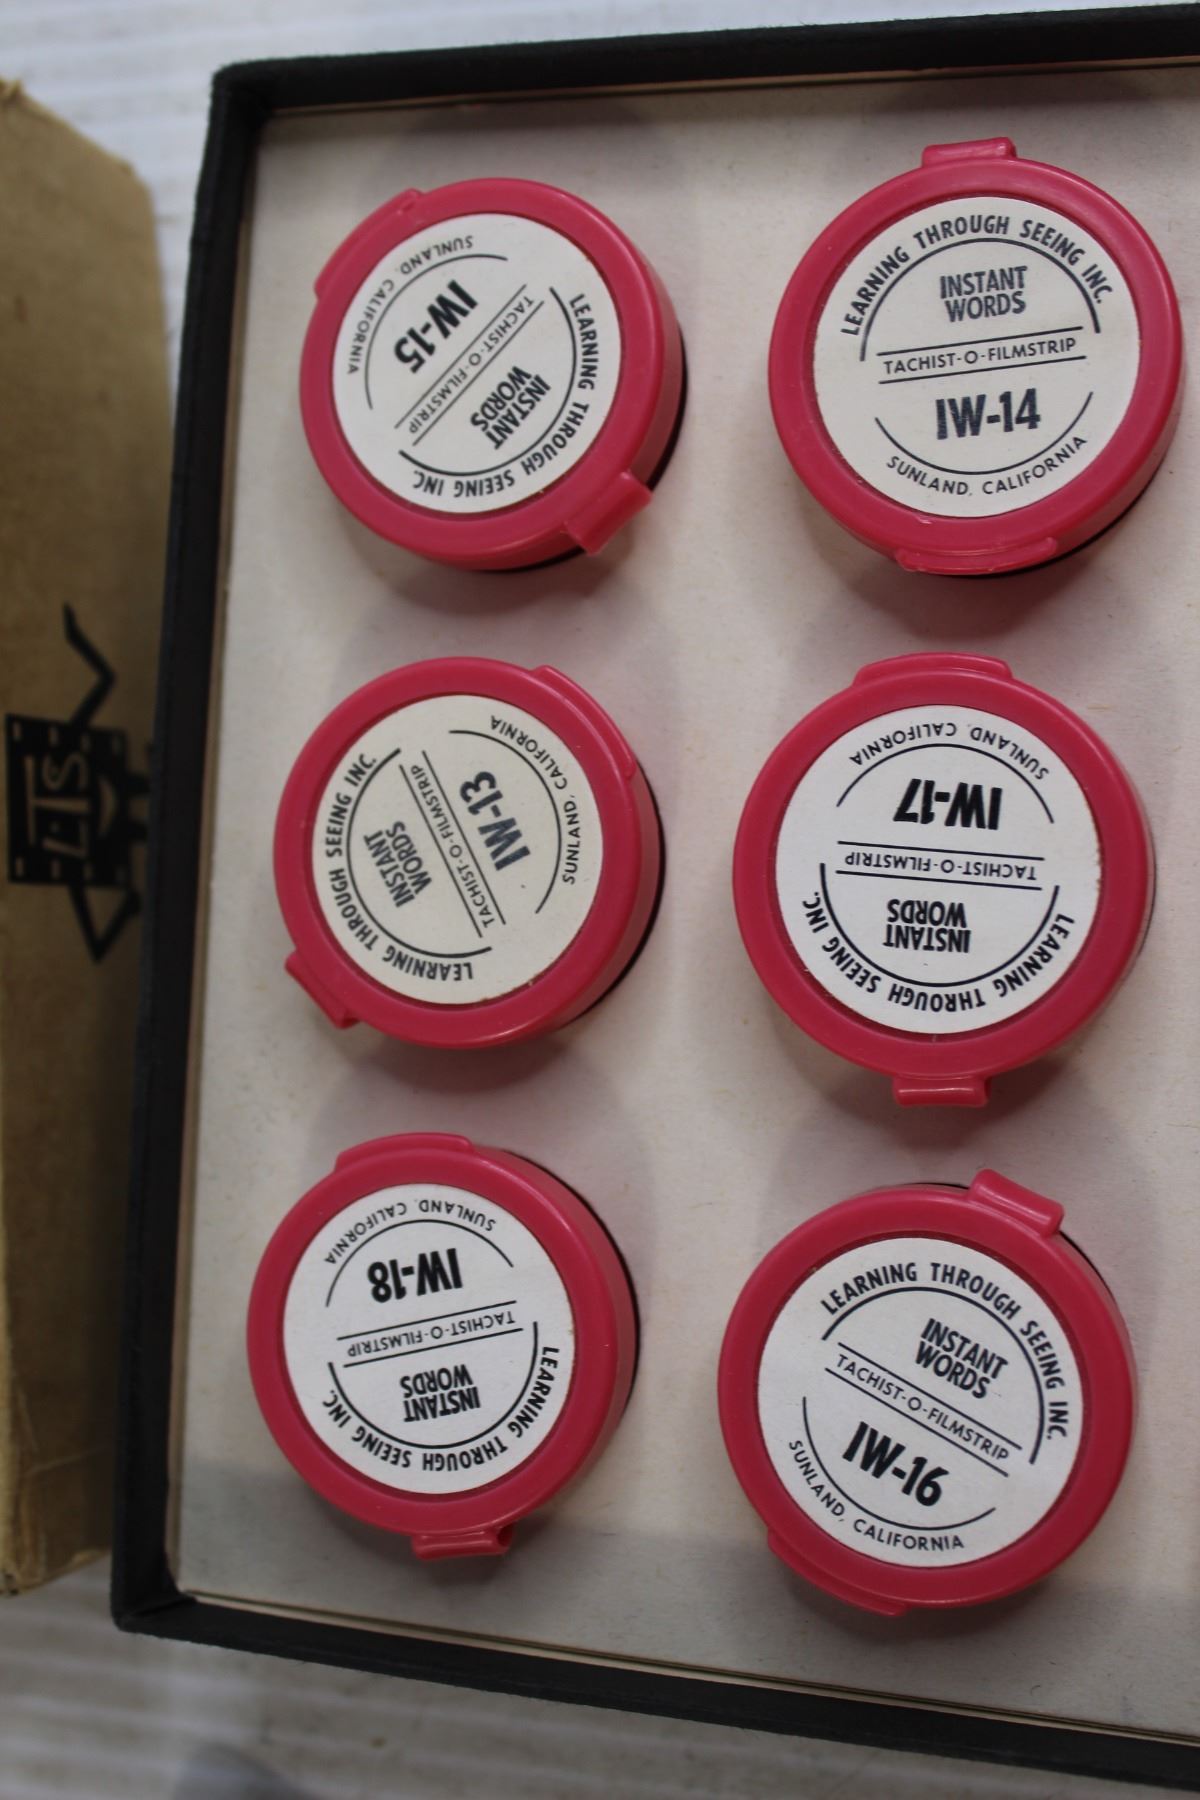 SUNLAND, CALIFORNIA
IW-15
TACHIST-O-FILMSTRIP
INSTANT
WORDS
LEARNING THROUGH SEEING INC.
LEARNING THROUGH SEEING INC.
INSTANT
WORDS
TACHIST-O-FILMSTRIP
IW-14
SUNLAND, CALIFORNIA
LTS
LEARNING THROUGH SEEING INC.
INSTANT
WORDS
TACHIST-O-FILMSTRIP
IW-13
SUNLAND, CALIFORNIA
SUNLAND, CALIFORNIA
IW-17
TACHIST-O-FILMSTRIP
INSTANT
WORDS
LEARNING THROUGH SEEING INC.
SUNLAND, CALIFORNIA
IW-18
TACHIST-O-FILMSTRIP
INSTANT
WORDS
LEARNING THROUGH SEEING INC.
LEARNING THROUGH SEEING INC.
INSTANT
WORDS
TACHIST-O-FILMSTRIP
IW-16
SUNLAND, CALIFORNIA